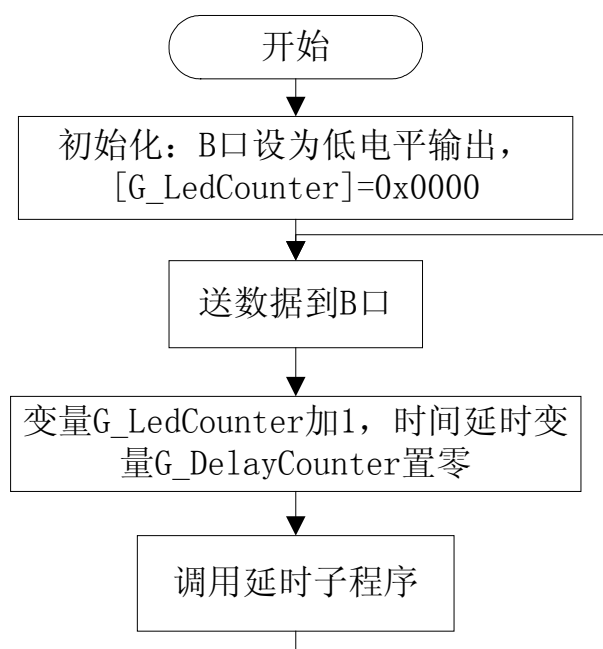 开始
初始化：B口设为低电平输出，
[G_LedCounter]=0x0000
送数据到B口
变量G_LedCounter加1，时间延时变
量G_DelayCounter置零
调用延时子程序